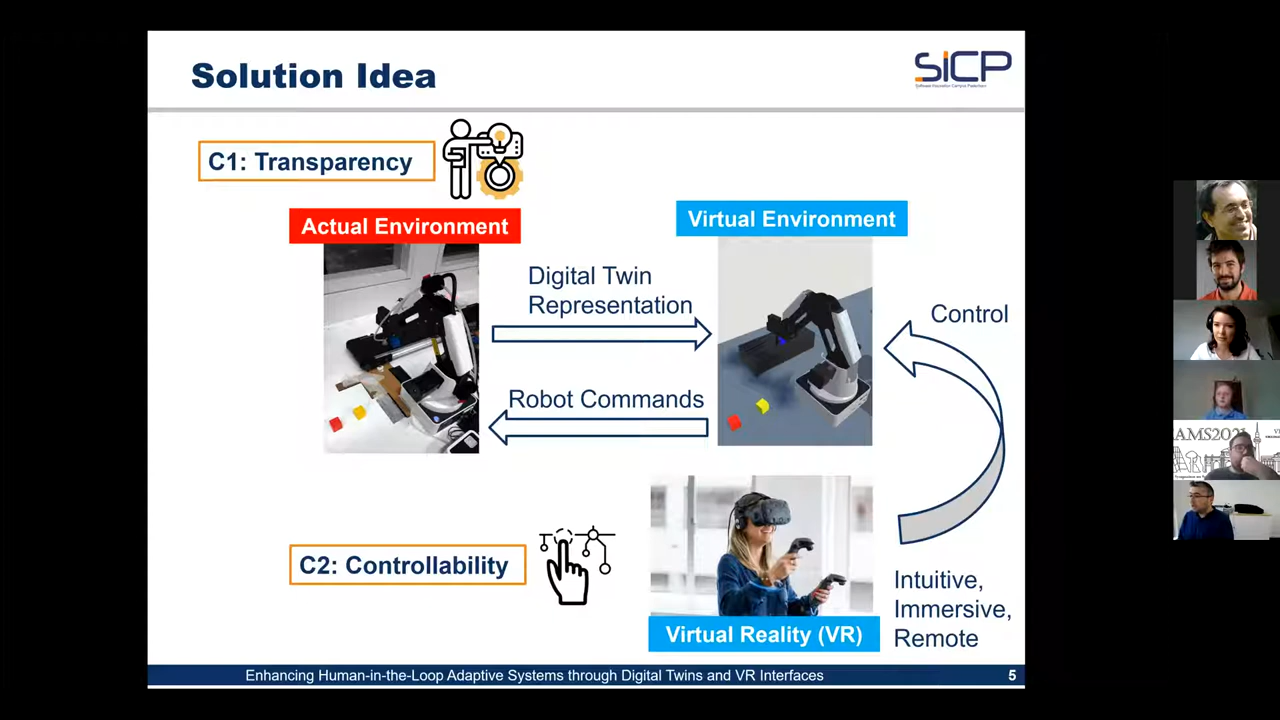 Solution Idea
SICP
C1: Transparency
Actual Environment
Virtual Environment
Digital Twin
Representation
Control
Robot Commands
C2: Controllability
Intuitive,
Immersive,
Remote
Virtual Reality (VR)
Enhancing Human-in-the-Loop Adaptive Systems through Digital Twins and VR Interfaces
5